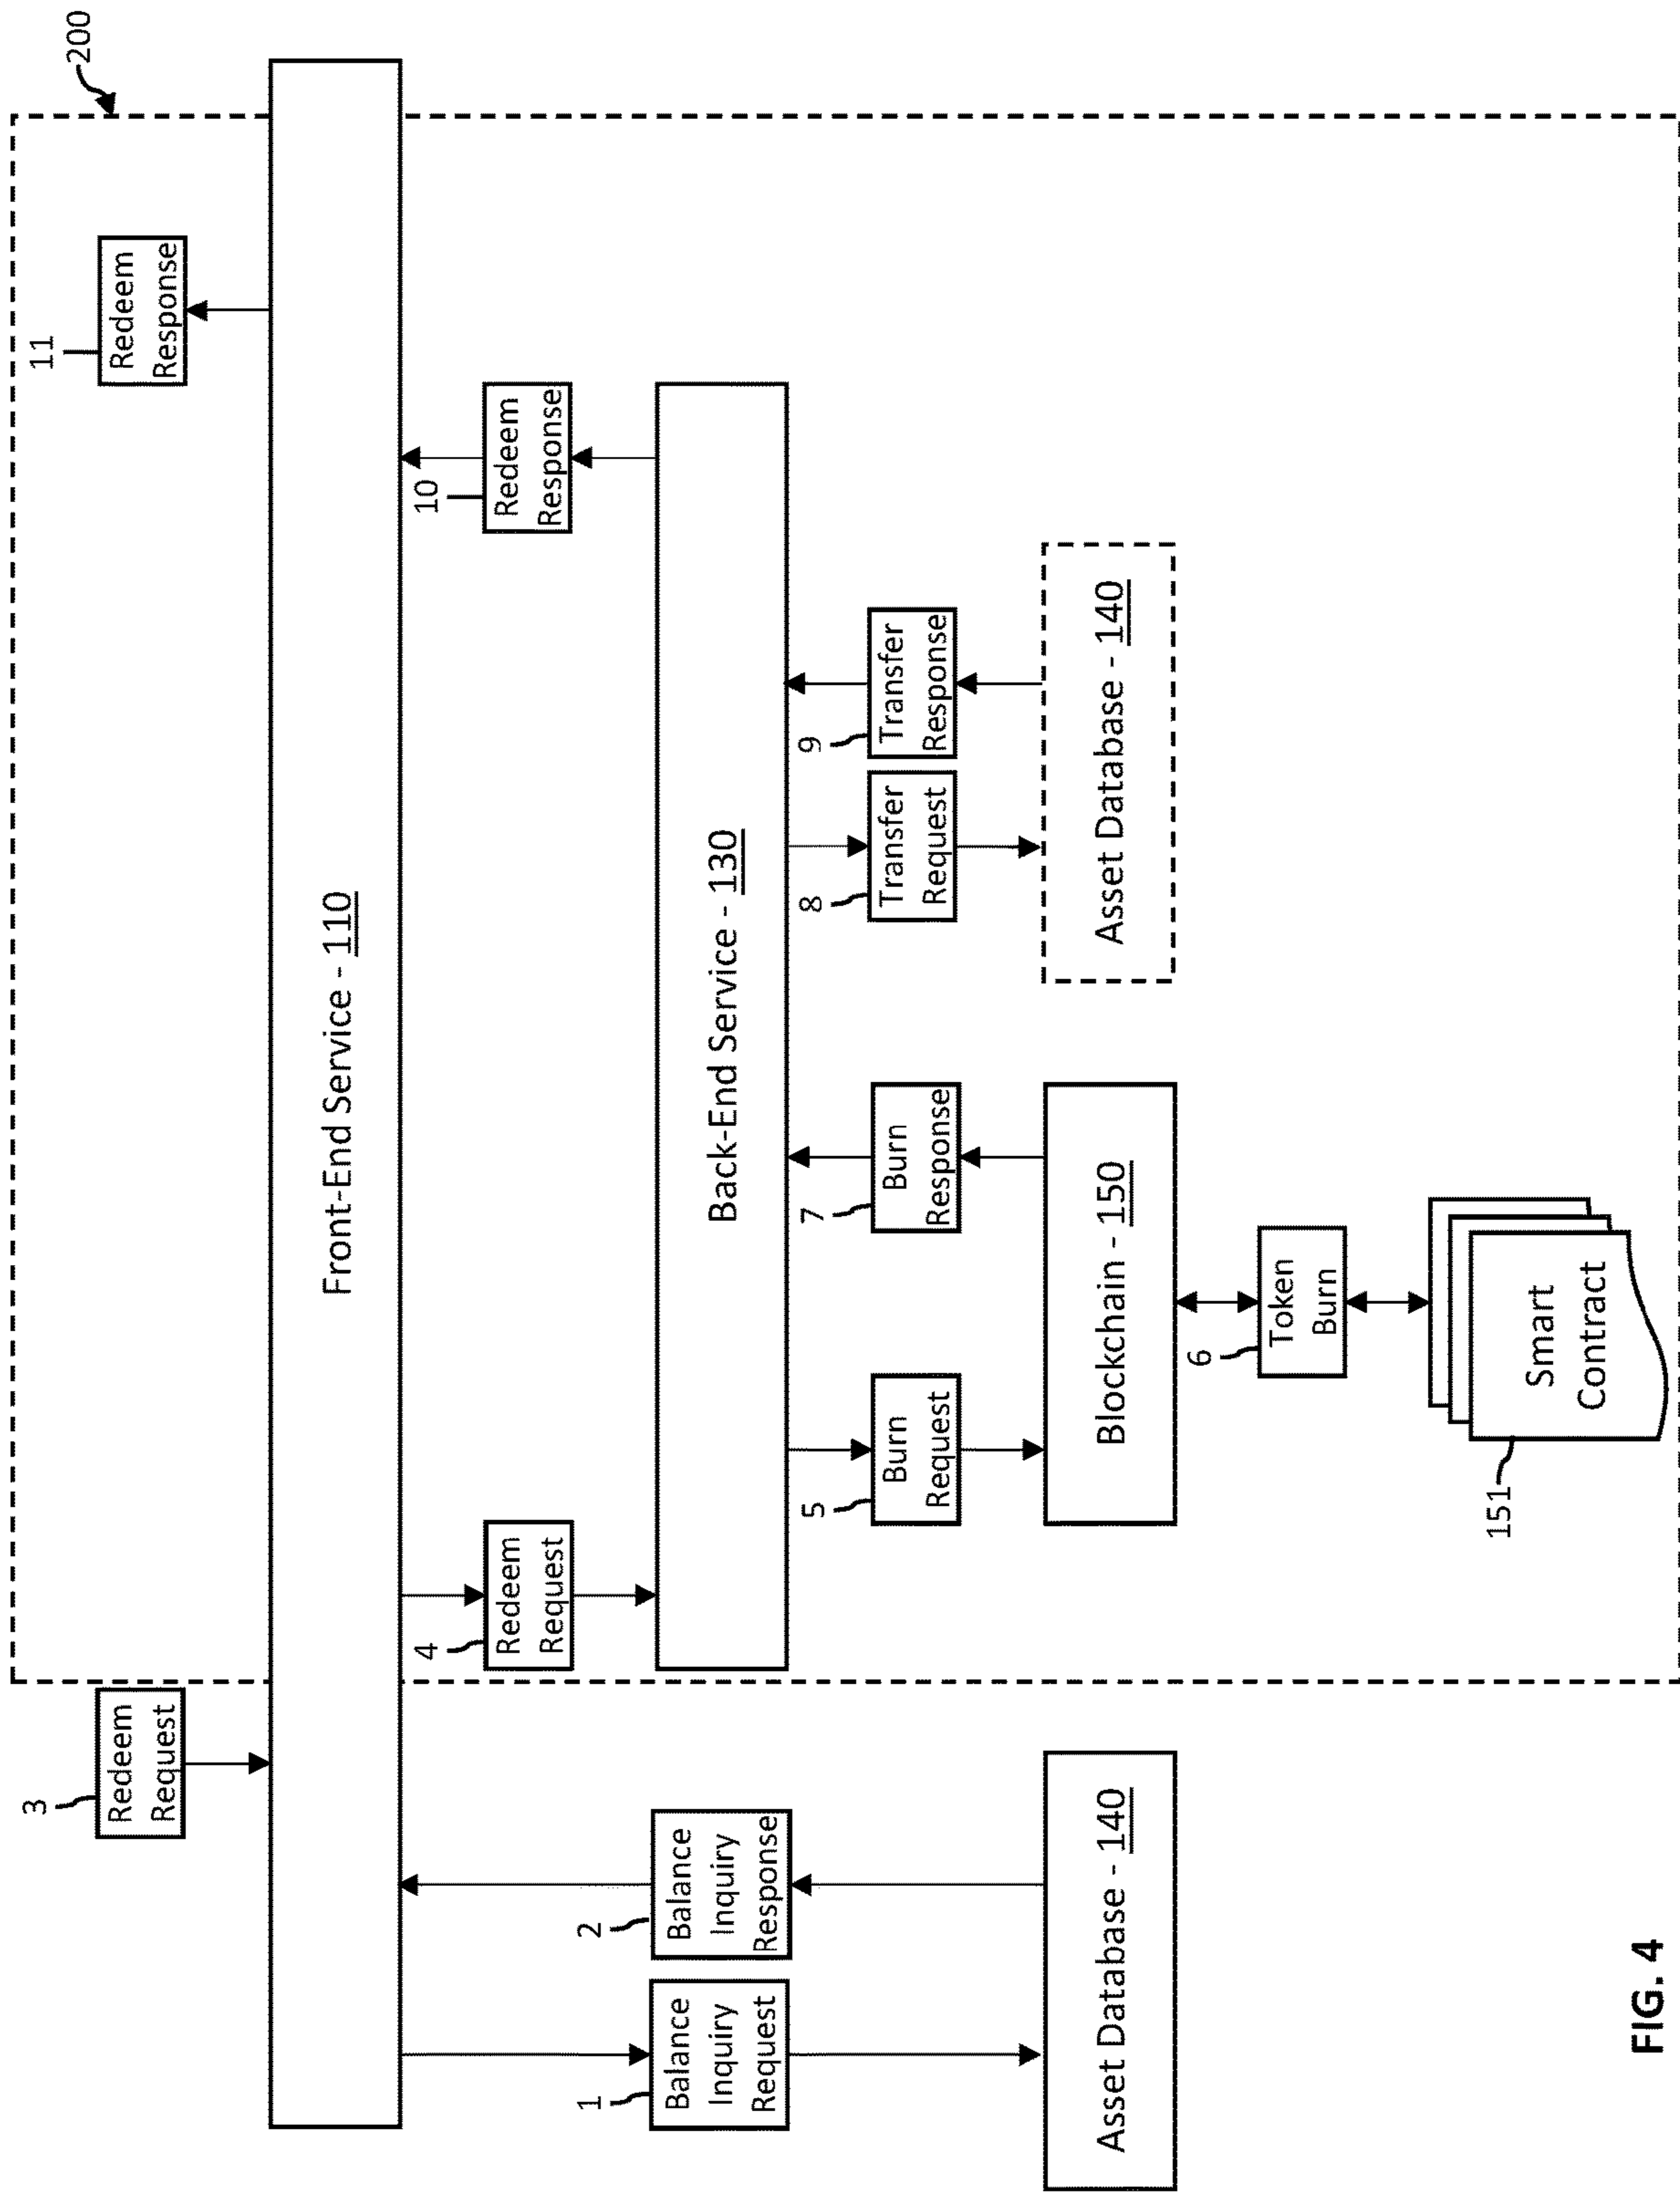 200
3
Redeem
Request
11
Redeem
Response
Front-End Service - 110
1
Balance
Inquiry
Request
2
Balance
Inquiry
Response
4
Redeem
Request
10
Redeem
Response
Back-End Service - 130
5
Burn
Request
7
Burn
Response
8
Transfer
Request
9
Transfer
Response
Asset Database - 140
Blockchain - 150
Asset Database - 140
6
Token
Burn
151
Smart
Contract
FIG. 4